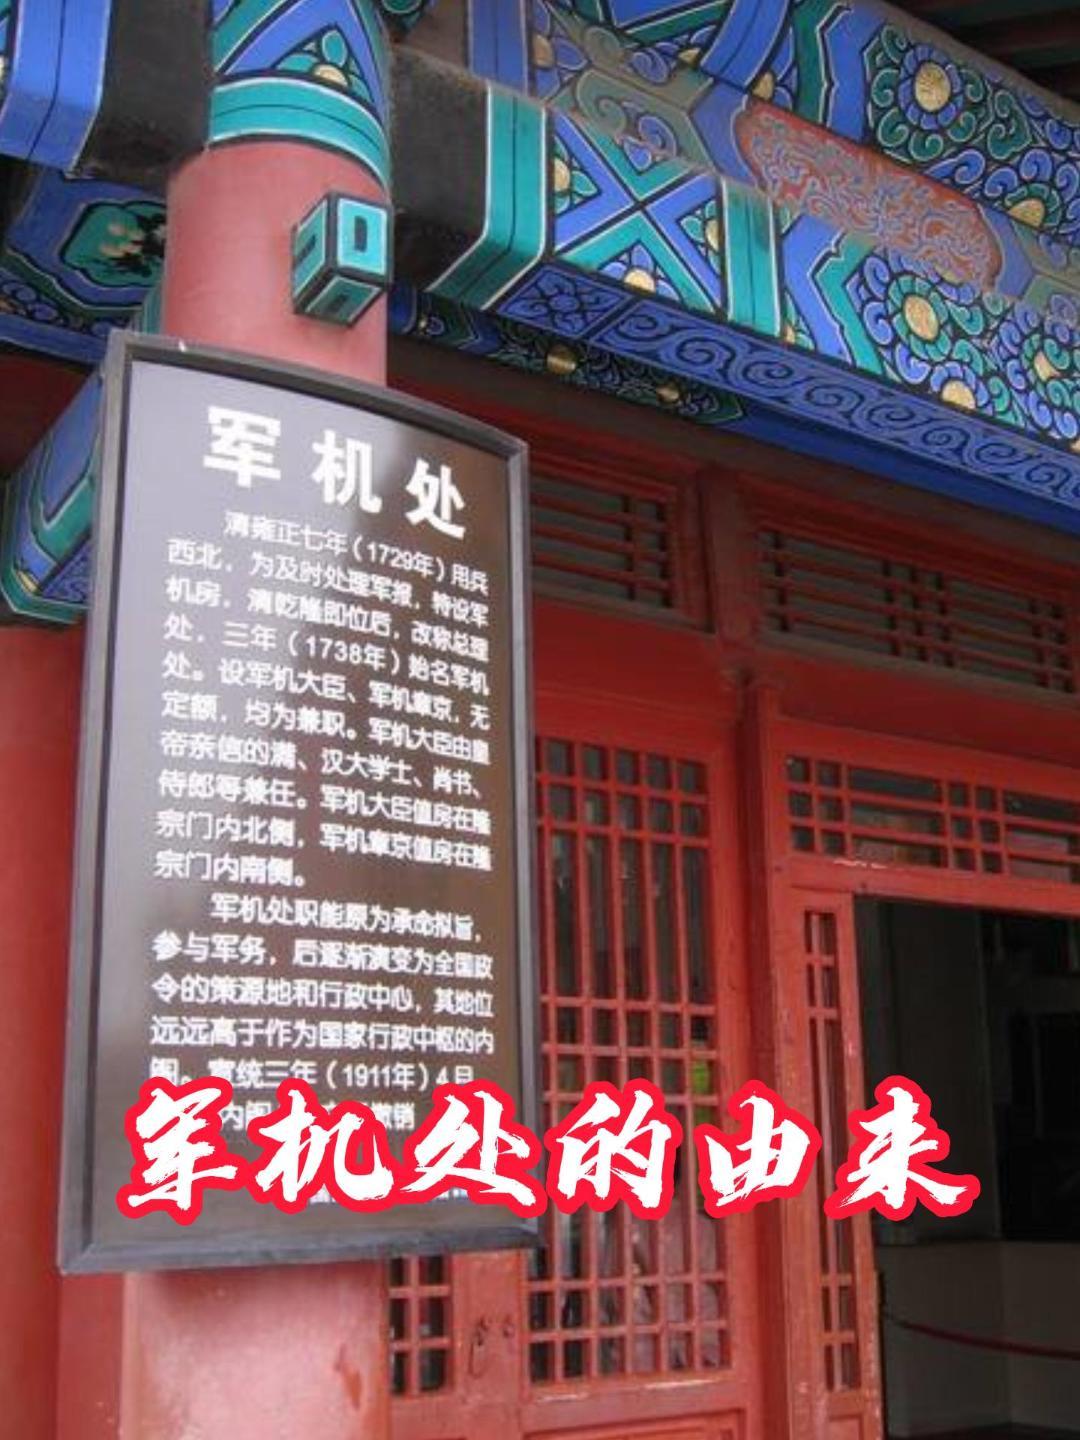 军机处
清雍正七年（1729年）用兵
西北，为及时处理军报，特设军
机房，清乾隆即位后，改称总理
处，三年（1738年）始名军机
处。设军机大臣、军机章京，无
定额，均为兼职。军机大臣由皇
帝亲信的满、汉大学士、尚书、
侍郎等兼任。军机大臣值房在隆
宗门内北侧，军机章京值房在隆
宗门内南侧。
军机处职能原为承命拟旨，
参与军务，后逐渐演变为全国政
令的策源地和行政中心，其地位
远远高于作为国家行政中枢的内
阁。宣统三年（1911年）4月
内阁 撤销
军机处的由来